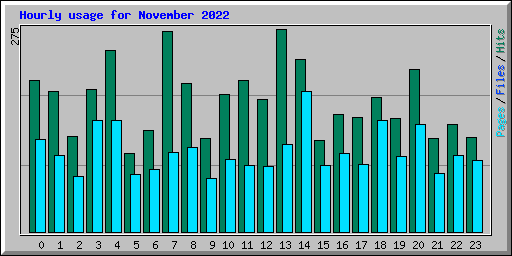 Hourly usage for November 2022
275
Pages / Files / Hits
0 1 2 3 4 5 6 7 8 9 10 11 12 13 14 15 16 17 18 19 20 21 22 23